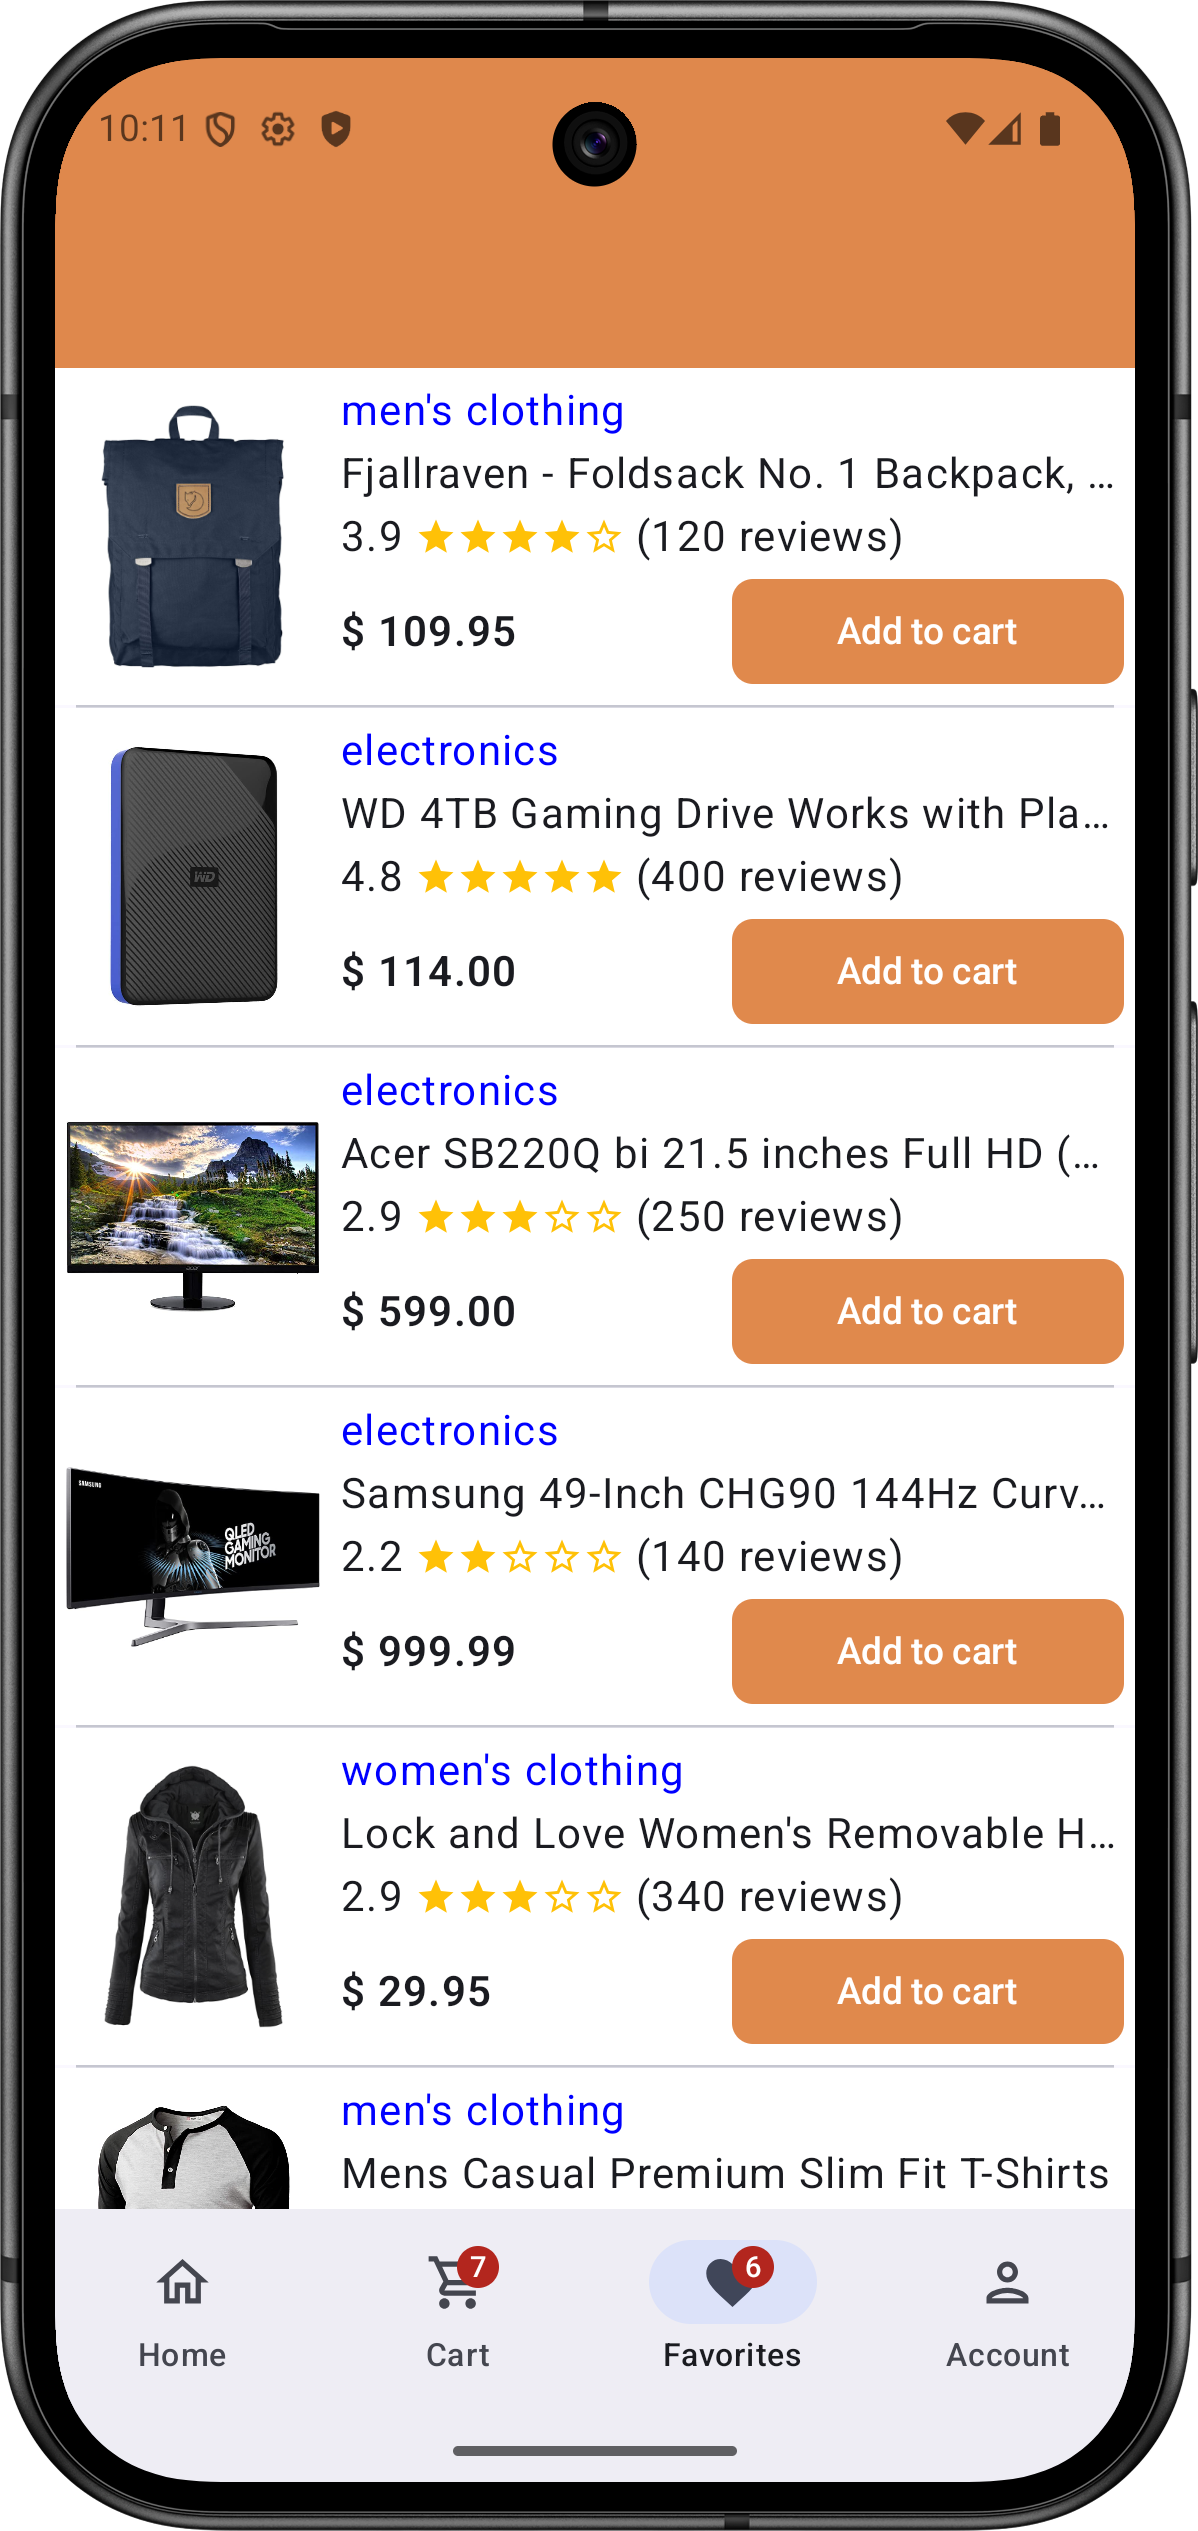 10:11
men's clothing
Fjallraven - Foldsack No. 1 Backpack, ...
3.9 (120 reviews)
$ 109.95
Add to cart
electronics
WD 4TB Gaming Drive Works with Pla...
WD
4.8 (400 reviews)
$ 114.00
Add to cart
electronics
Acer SB220Q bi 21.5 inches Full HD (...
2.9 (250 reviews)
$ 599.00
Add to cart
electronics
SAMSUNG
Samsung 49-Inch CHG90 144Hz Curv...
QLED
GAMING
MONITOR
2.2 (140 reviews)
$ 999.99
Add to cart
women's clothing
Lock and Love Women's Removable H...
2.9 (340 reviews)
$ 29.95
Add to cart
men's clothing
Mens Casual Premium Slim Fit T-Shirts
7
6
Home
Cart
Favorites
Account